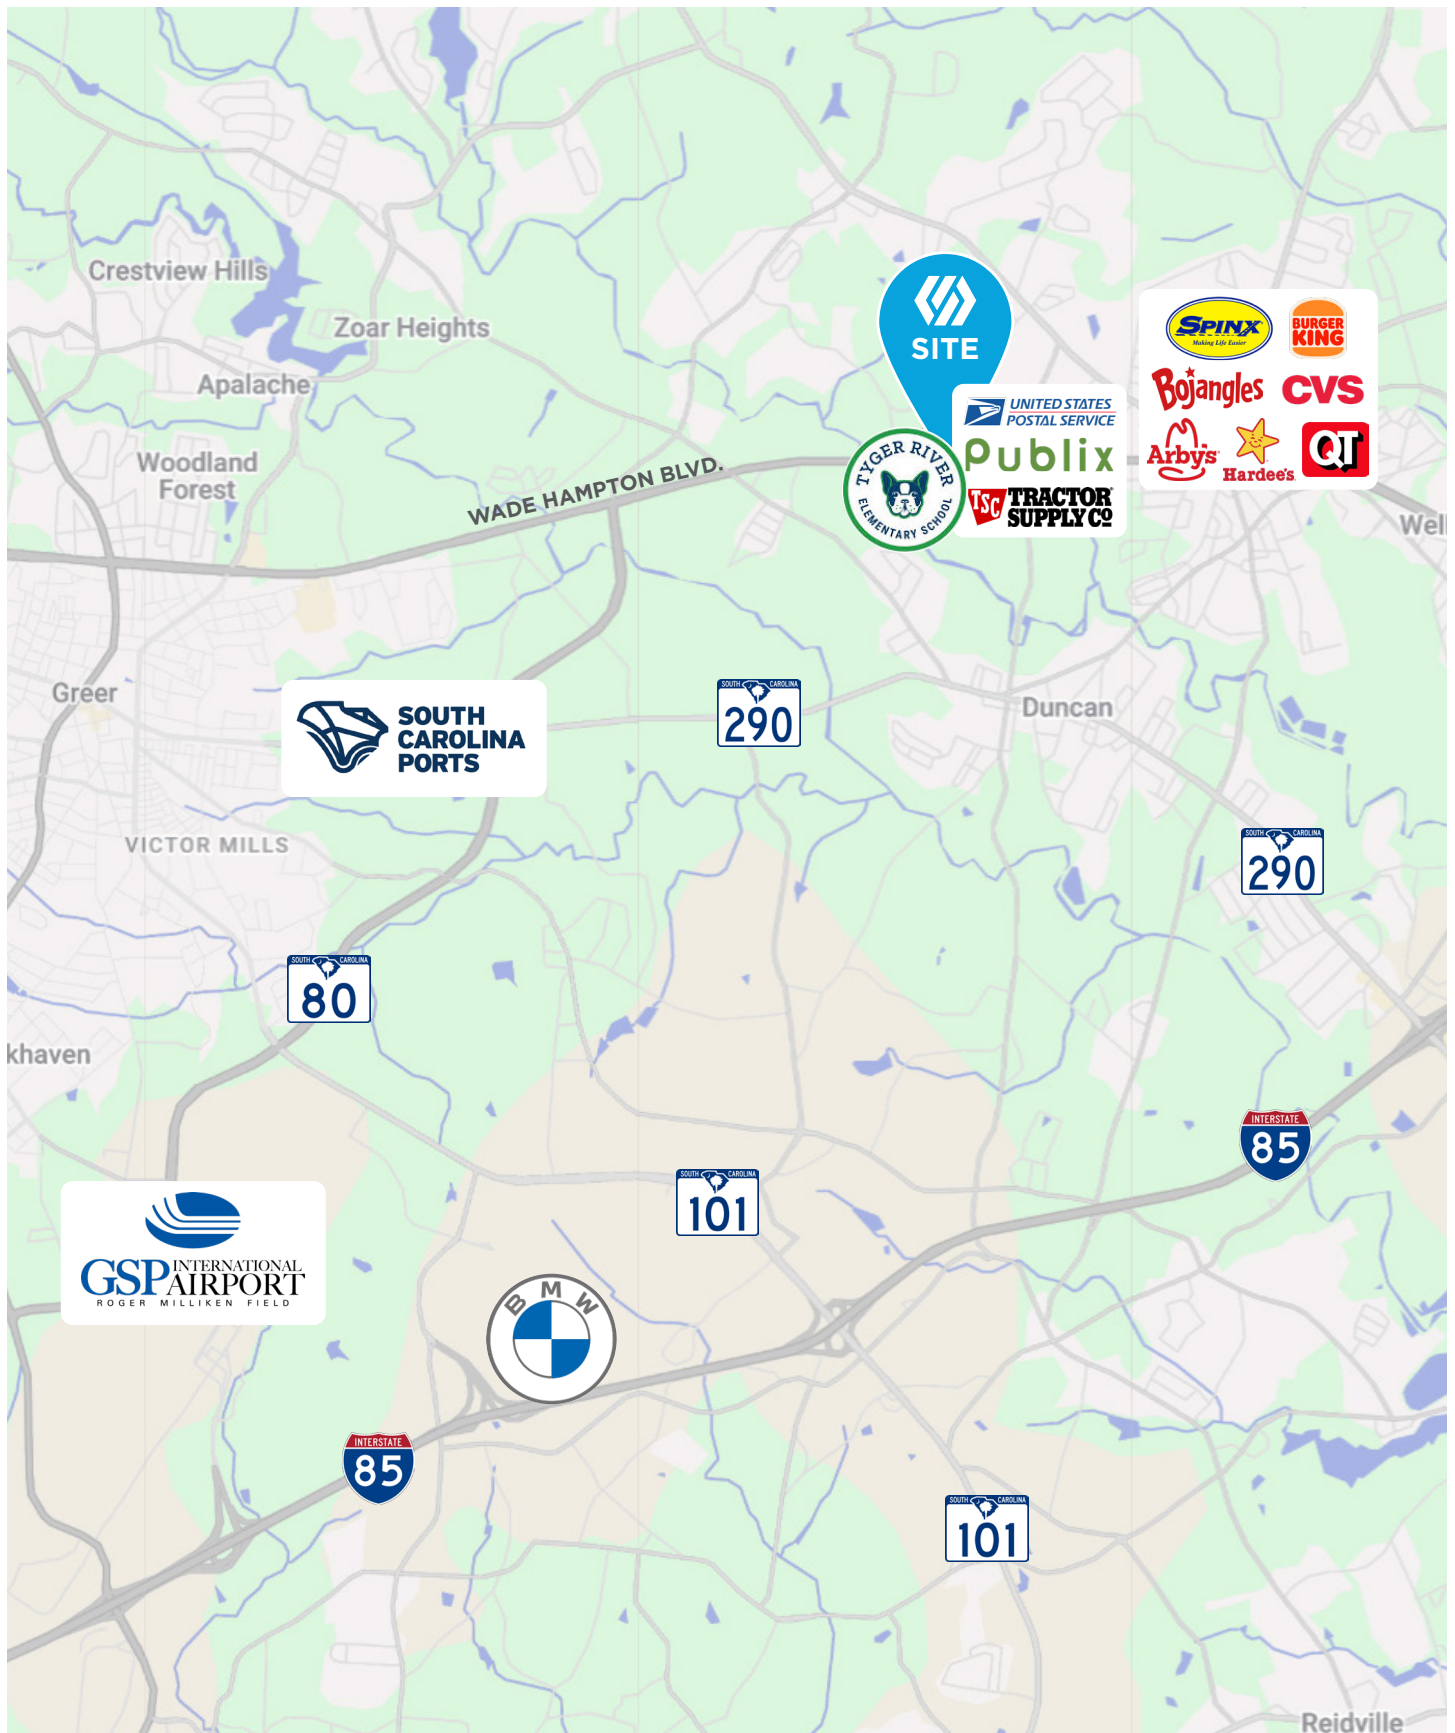 Crestview Hills
Zoar Heights
Apalache
Woodland
Forest
WADE HAMPTON BLVD.
SITE
TYGER RIVER
ELEMENTARY SCHOOL
UNITED STATES
POSTAL SERVICE
Publix
TSC TRACTOR
SUPPLY CO
SPINX
Making Life Easier
BURGER
KING
Bojangles
CVS
Arby's
Hardee's
QT
Wel
Greer
SOUTH
CAROLINA
PORTS
SOUTH CAROLINA
290
Duncan
VICTOR MILLS
SOUTH CAROLINA
290
SOUTH CAROLINA
80
khaven
INTERSTATE
85
SOUTH CAROLINA
101
GSP INTERNATIONAL
AIRPORT
ROGER MILLIKEN FIELD
BMW
INTERSTATE
85
SOUTH CAROLINA
101
Reidville